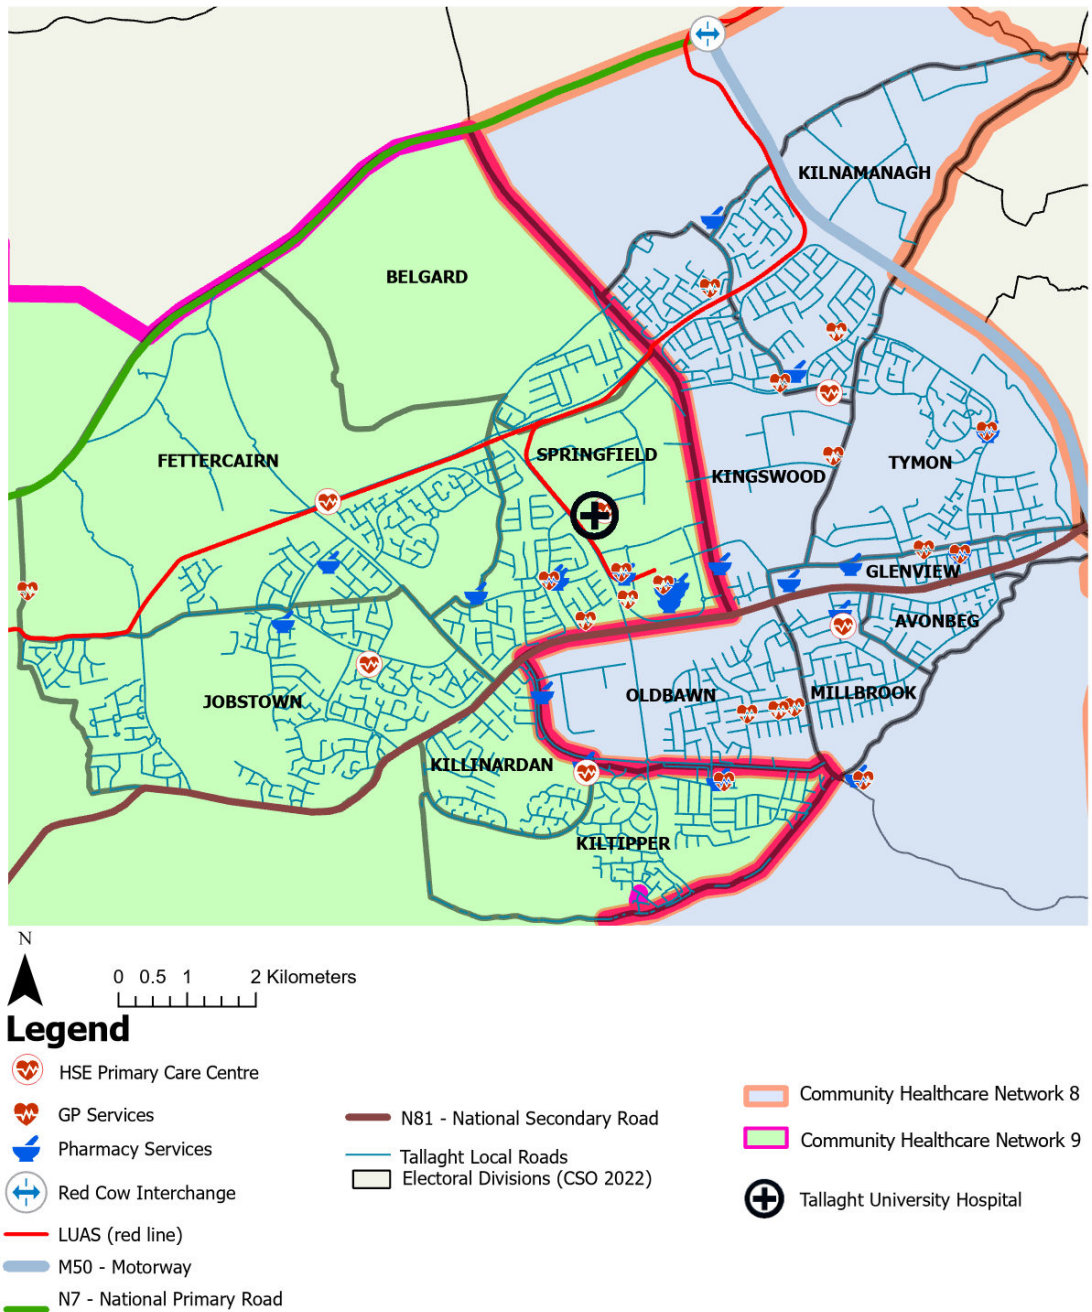 KILNAMANAGH
BELGARD
SPRINGFIELD
FETTERCAIRN
TYMON
KINGSWOOD
GLENVIEW
AVONBEG
OLDBAWN
MILLBROOK
JOBSTOWN
KILLINARDAN
KILTIPPER
N
0 0.5 1 2 Kilometers
Legend
HSE Primary Care Centre
GP Services
Pharmacy Services
Red Cow Interchange
LUAS (red line)
M50 - Motorway
N7 - National Primary Road
N81 - National Secondary Road
Tallaght Local Roads
Electoral Divisions (CSO 2022)
Community Healthcare Network 8
Community Healthcare Network 9
Tallaght University Hospital